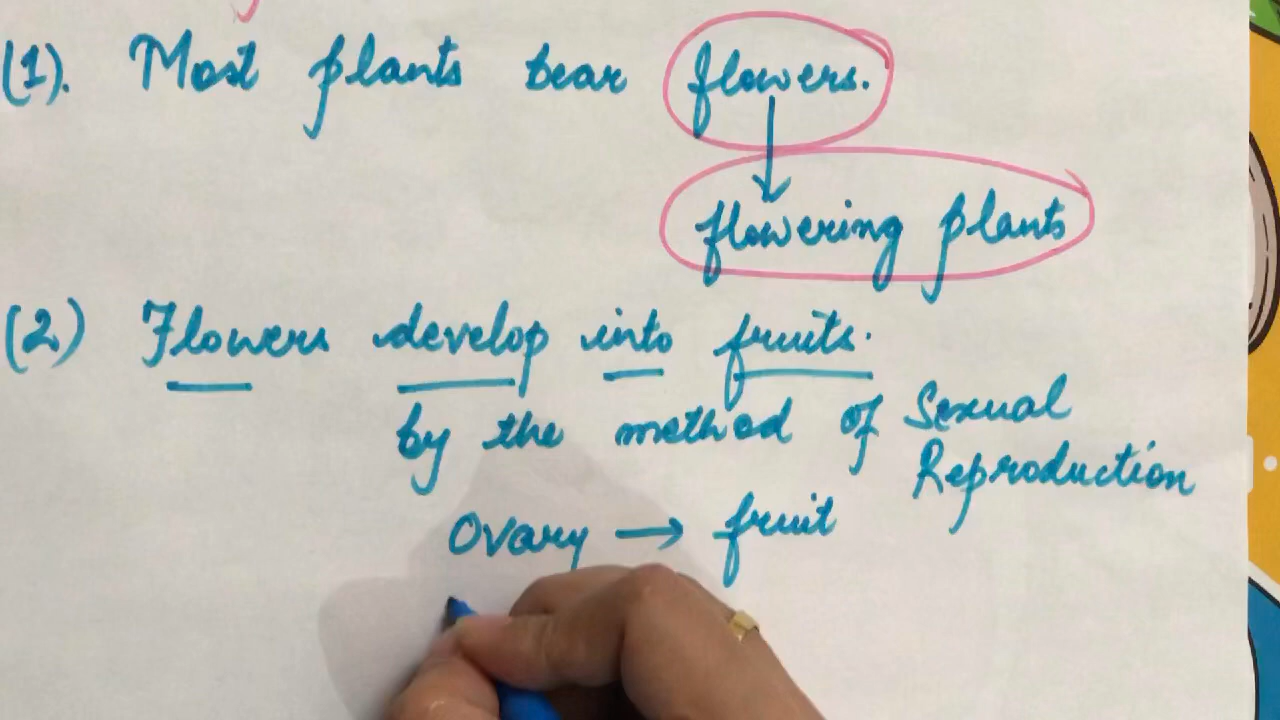 (1). Most plants bear flowers.
flowering plants
(2) Flowers develop into fruits.
by the method of Sexual
Reproduction
Ovary → fruit